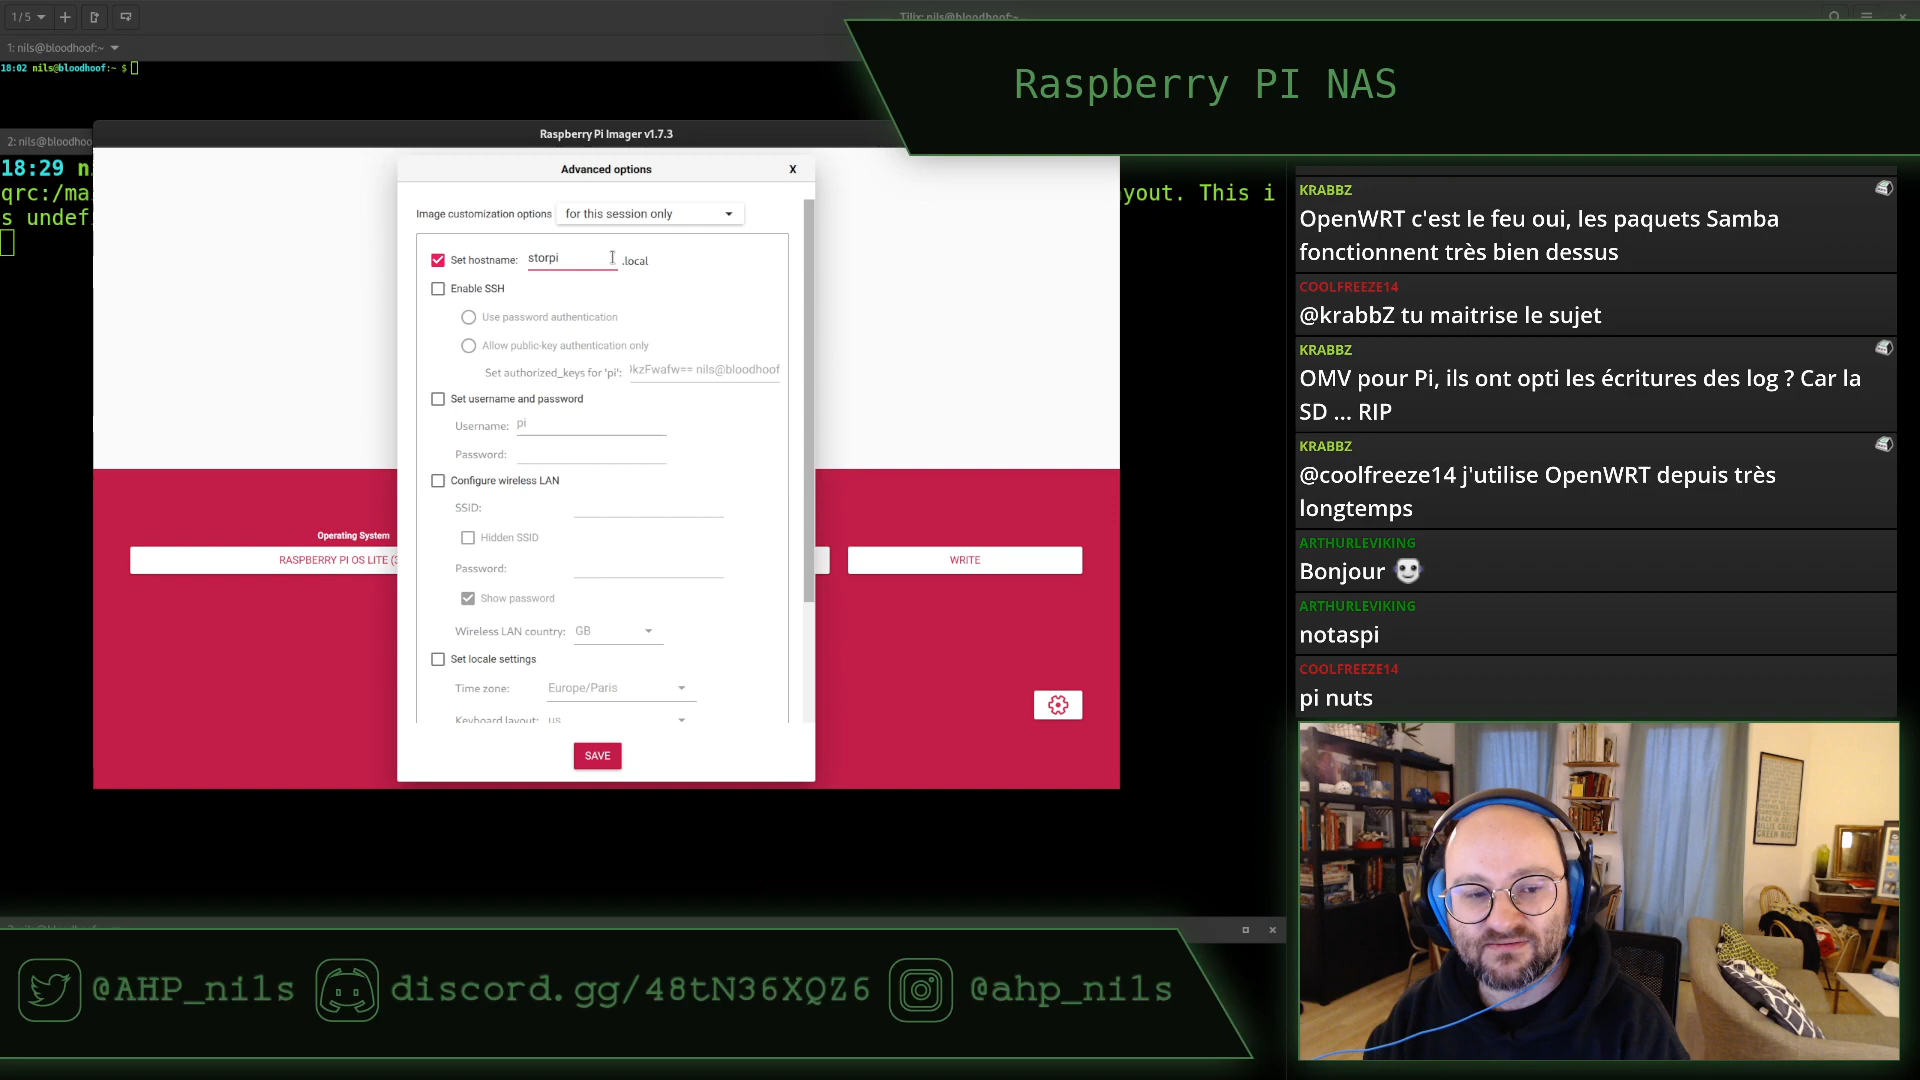 1/5
Tilix: nils@bloodhoof:~
1: nils@bloodhoof:~
18:02 nils@bloodhoof:~ $
Raspberry PI NAS
2: nils@bloodhoo
Raspberry Pi Imager v1.7.3
18:29 n
qrc:/ma
yout. This i
s undef
Advanced options
X
Image customization options
for this session only
Set hostname:
storpi
.local
Enable SSH
Use password authentication
Allow public-key authentication only
Set authorized_keys for 'pi':
kzFwafw== nils@bloodhoof
Set username and password
Username:
pi
Password:
Configure wireless LAN
SSID:
Hidden SSID
Password:
Show password
Wireless LAN country:
GB
Set locale settings
Time zone:
Europe/Paris
Keyboard layout:
us
SAVE
Operating System
RASPBERRY PI OS LITE (3
WRITE
KRABBZ
OpenWRT c'est le feu oui, les paquets Samba
fonctionnent très bien dessus
COOLFREEZE14
@krabbZ tu maitrise le sujet
KRABBZ
OMV pour Pi, ils ont opti les écritures des log ? Car la
SD ... RIP
KRABBZ
@coolfreeze14 j'utilise OpenWRT depuis très
longtemps
ARTHURLEVIKING
Bonjour
ARTHURLEVIKING
notaspi
COOLFREEZE14
pi nuts
@AHP_nils
discord.gg/48tN36XQZ6
@ahp_nils